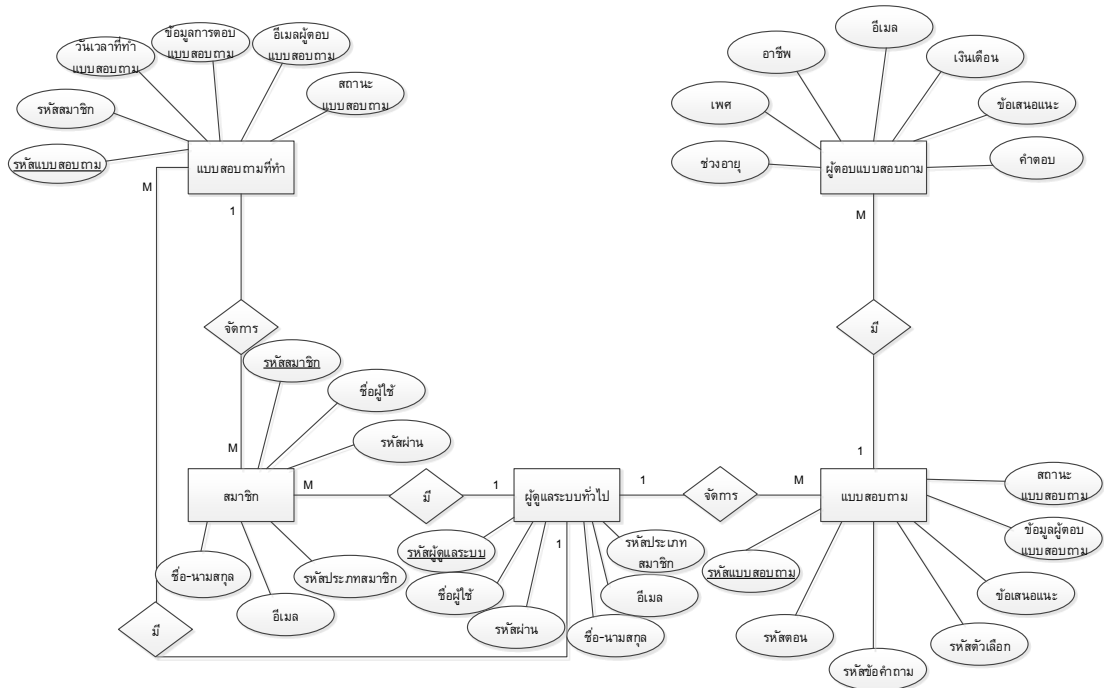 วันเวลาที่ทำ
แบบสอบถาม
ข้อมูลการตอบ
แบบสอบถาม
อีเมลผู้ตอบ
แบบสอบถาม
สถานะ
แบบสอบถาม
รหัสสมาชิก
รหัสแบบสอบถาม
แบบสอบถามที่ทำ
M
1
อีเมล
อาชีพ
เงินเดือน
เพศ
ข้อเสนอแนะ
ช่วงอายุ
คำตอบ
ผู้ตอบแบบสอบถาม
M
จัดการ
มี
รหัสสมาชิก
ชื่อผู้ใช้
รหัสผ่าน
M
1
สมาชิก
M
มี
1
ผู้ดูแลระบบทั่วไป
1
จัดการ
M
แบบสอบถาม
สถานะ
แบบสอบถาม
ข้อมูลผู้ตอบ
แบบสอบถาม
1
รหัสผู้ดูแลระบบ
รหัสประเภท
สมาชิก
รหัสแบบสอบถาม
ชื่อ-นามสกุล
รหัสประภทสมาชิก
ชื่อผู้ใช้
อีเมล
ข้อเสนอแนะ
อีเมล
มี
รหัสผ่าน
ชื่อ-นามสกุล
รหัสตอน
รหัสตัวเลือก
รหัสข้อคำถาม